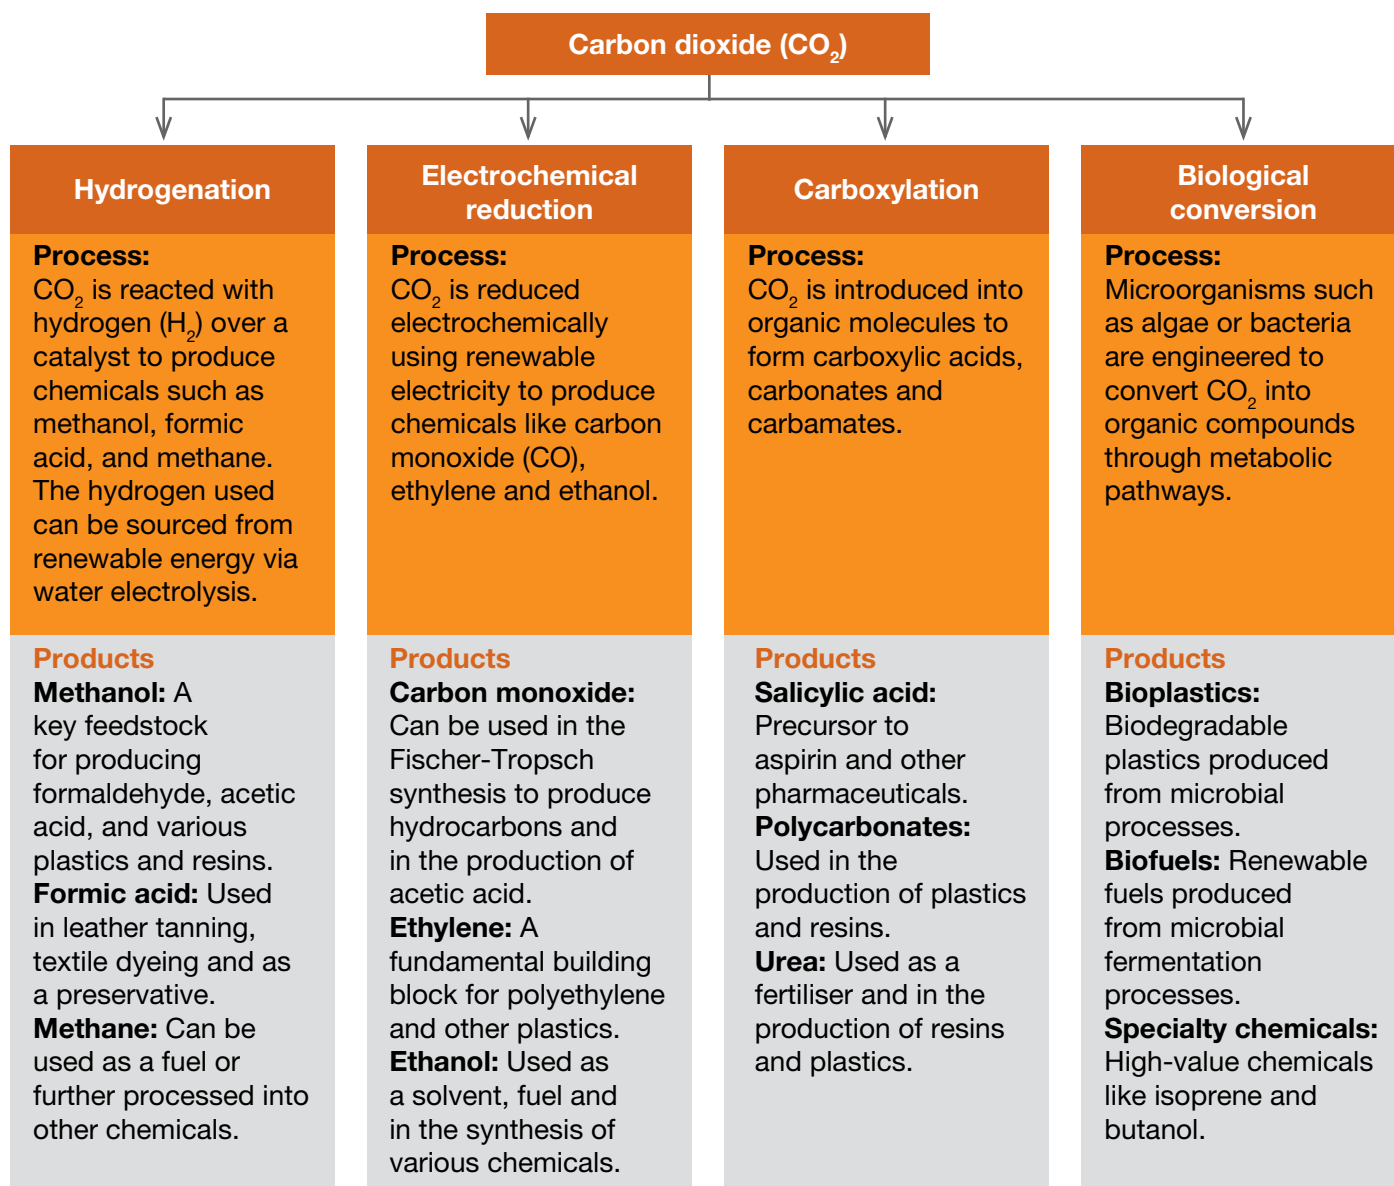 Carbon dioxide (CO₂)
Hydrogenation
Process:
CO₂ is reacted with
hydrogen (H₂) over a
catalyst to produce
chemicals such as
methanol, formic
acid, and methane.
The hydrogen used
can be sourced from
renewable energy via
water electrolysis.
Products
Methanol: A
key feedstock
for producing
formaldehyde, acetic
acid, and various
plastics and resins.
Formic acid: Used
in leather tanning,
textile dyeing and as
a preservative.
Methane: Can be
used as a fuel or
further processed into
other chemicals.
Electrochemical
reduction
Process:
CO₂ is reduced
electrochemically
using renewable
electricity to produce
chemicals like carbon
monoxide (CO),
ethylene and ethanol.
Products
Carbon monoxide:
Can be used in the
Fischer-Tropsch
synthesis to produce
hydrocarbons and
in the production of
acetic acid.
Ethylene: A
fundamental building
block for polyethylene
and other plastics.
Ethanol: Used as
a solvent, fuel and
in the synthesis of
various chemicals.
Carboxylation
Process:
CO₂ is introduced into
organic molecules to
form carboxylic acids,
carbonates and
carbamates.
Products
Salicylic acid:
Precursor to
aspirin and other
pharmaceuticals.
Polycarbonates:
Used in the
production of plastics
and resins.
Urea: Used as a
fertiliser and in the
production of resins
and plastics.
Biological
conversion
Process:
Microorganisms such
as algae or bacteria
are engineered to
convert CO₂ into
organic compounds
through metabolic
pathways.
Products
Bioplastics:
Biodegradable
plastics produced
from microbial
processes.
Biofuels: Renewable
fuels produced
from microbial
fermentation
processes.
Specialty chemicals:
High-value chemicals
like isoprene and
butanol.